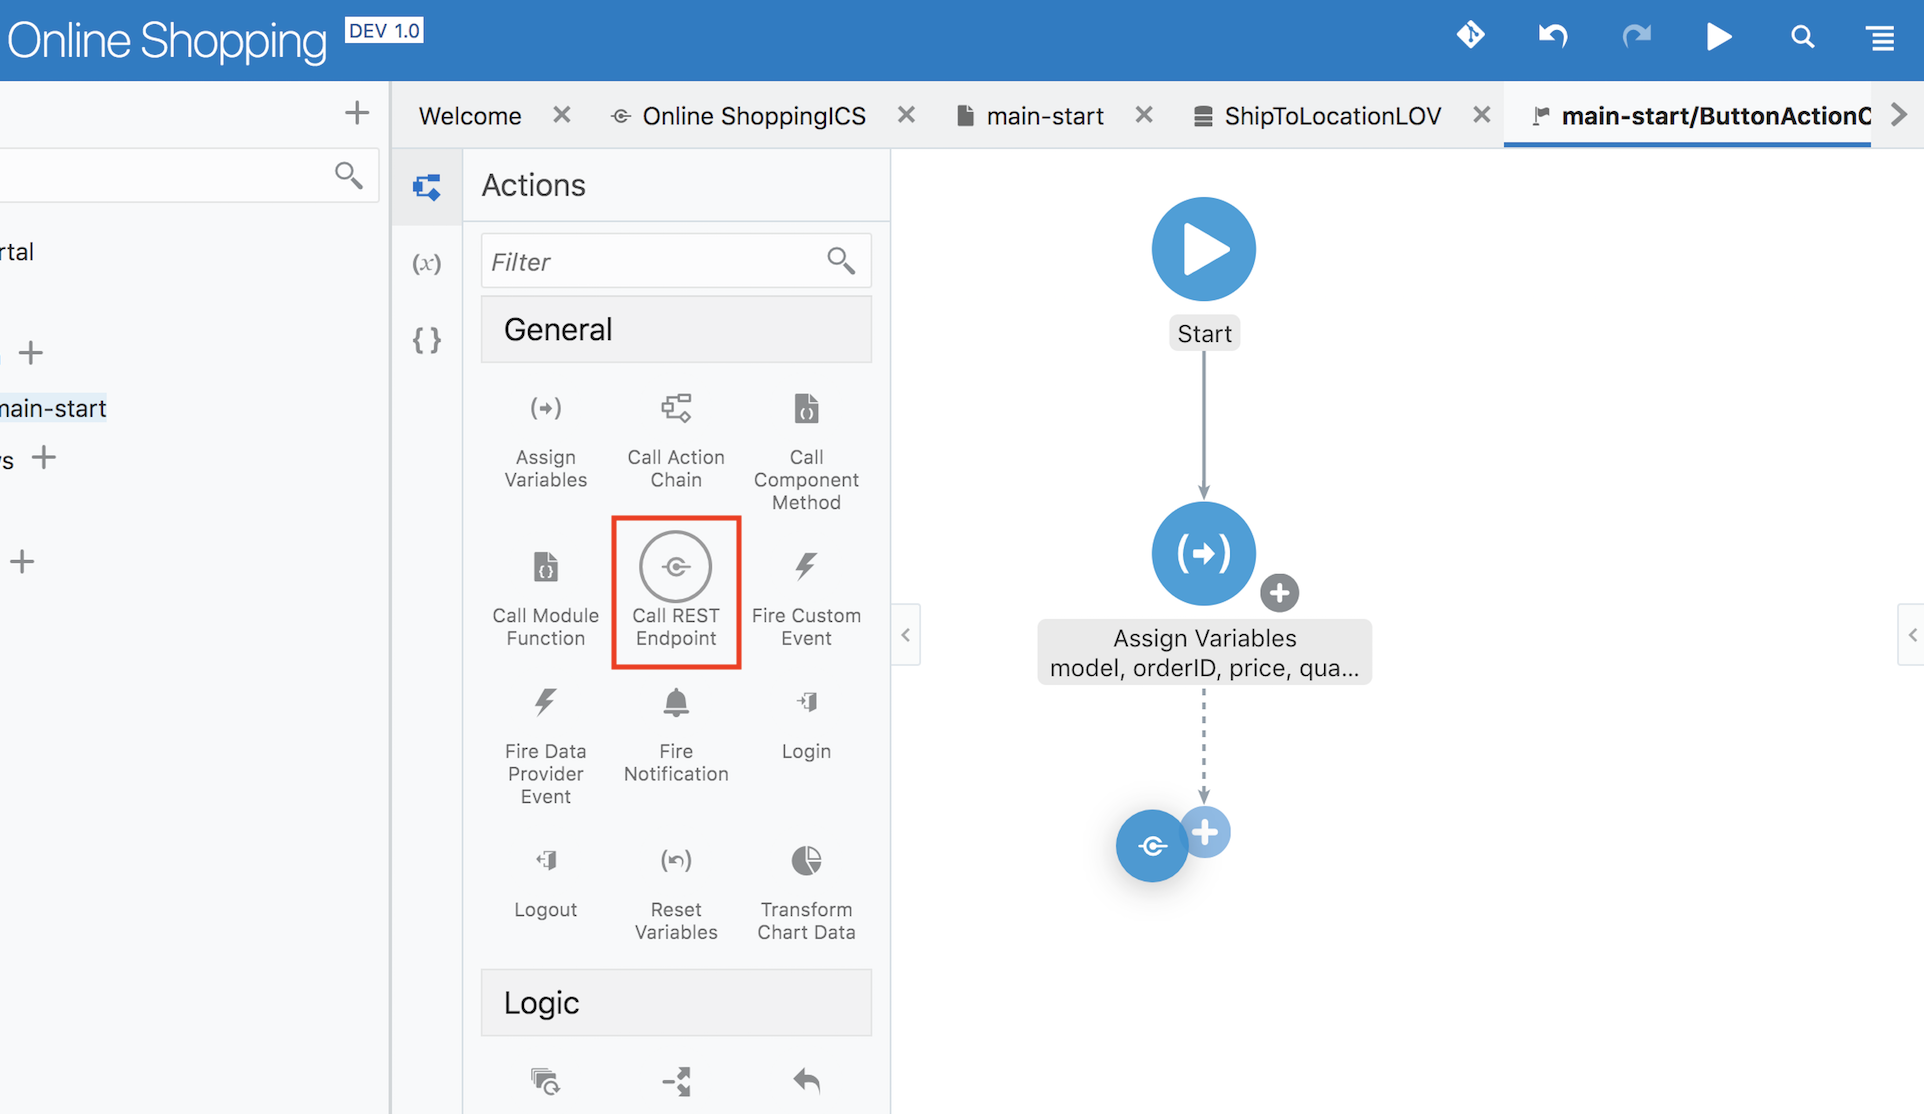 Online Shopping DEV 1.0
Welcome
Online ShoppingICS
main-start
ShipToLocationLOV
main-start/ButtonActionC
rtal
main-start
s
Actions
(x)
Filter
{ }
General
Assign
Variables
Call Action
Chain
Call
Component
Method
Call Module
Function
Call REST
Endpoint
Fire Custom
Event
Fire Data
Provider
Event
Fire
Notification
Login
Logout
Reset
Variables
Transform
Chart Data
Logic
Start
Assign Variables
model, orderID, price, qua...